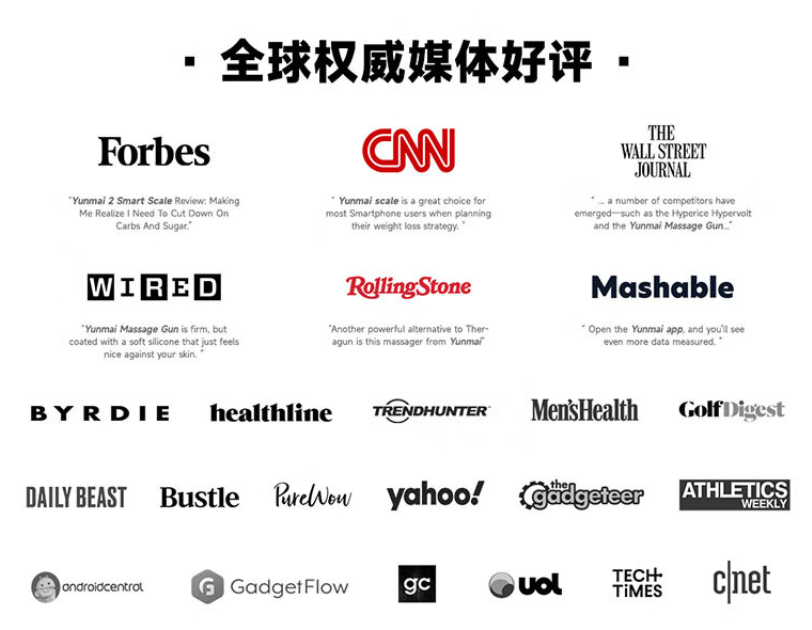 · 全球权威媒体好评 ·
Forbes
"Yunmai 2 Smart Scale Review: Making
Me Realize I Need To Cut Down On
Carbs And Sugar."
CNN
" Yunmai scale is a great choice for
most Smartphone users when planning
their weight loss strategy. "
THE
WALL STREET
JOURNAL
" ... a number of competitors have
emerged—such as the Hyperice Hypervolt
and the Yunmai Massage Gun..."
WIRED
"Yunmai Massage Gun is firm, but
coated with a soft silicone that just feels
nice against your skin. "
RollingStone
"Another powerful alternative to Ther-
agun is this massager from Yunmai"
Mashable
" Open the Yunmai app, and you'll see
even more data measured. "
BYRDIE
healthline
TRENDHUNTER
Men'sHealth
GolfDigest
DAILY BEAST
Bustle
PureWow
yahoo!
the
gadgeteer
ATHLETICS
WEEKLY
androidcentral
GadgetFlow
gc
uol
TECH
TiMES
c|net